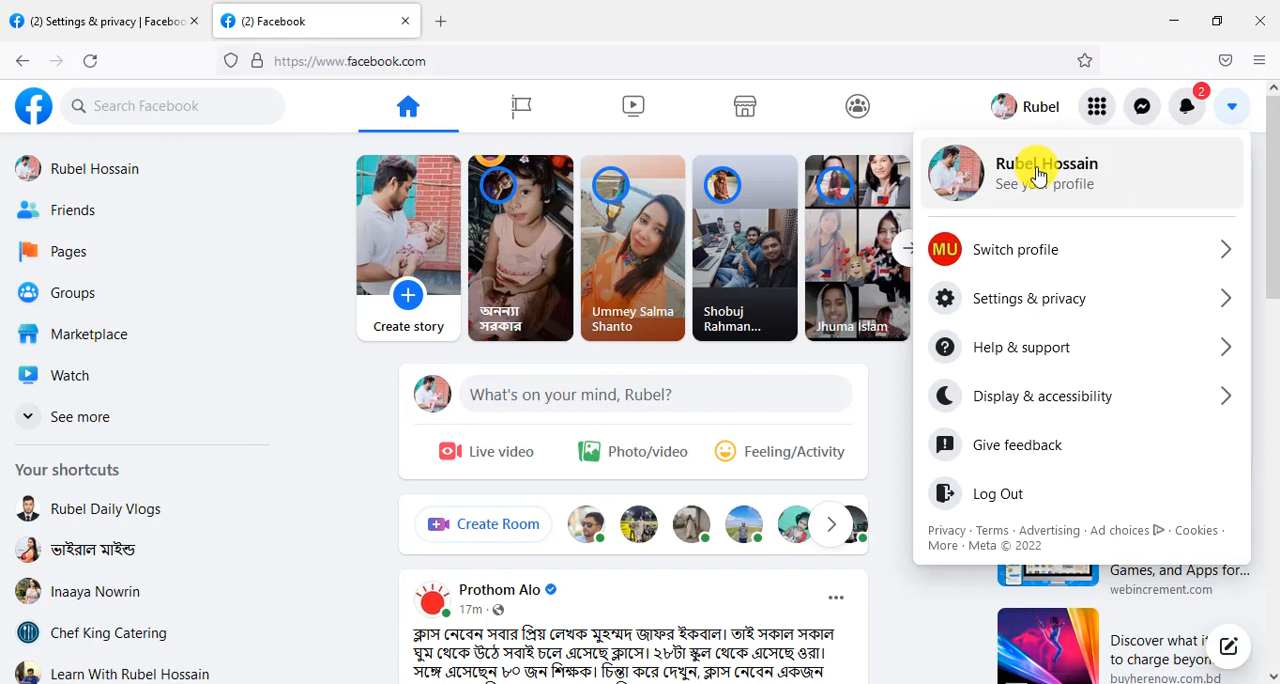 (2) Settings & privacy | Faceboo
(2) Facebook
https://www.facebook.com
Search Facebook
Rubel
2
Rubel Hossain
Friends
Pages
Groups
Marketplace
Watch
See more
Your shortcuts
Rubel Daily Vlogs
ভাইরাল মাইন্ড
Inaaya Nowrin
Chef King Catering
Learn With Rubel Hossain
Create story
অনন্যা
সরকার
Ummey Salma
Shanto
Shobuj
Rahman...
Jhuma Islam
What's on your mind, Rubel?
Live video
Photo/video
Feeling/Activity
Create Room
Prothom Alo
17m ·
ক্লাস নেবেন সবার প্রিয় লেখক মুহম্মদ জাফর ইকবাল। তাই সকাল সকাল
ঘুম থেকে উঠে সবাই চলে এসেছে ক্লাসে। ২৮টা স্কুল থেকে এসেছে ওরা।
সঙ্গে এসেছেন ৮০ জন শিক্ষক। চিন্তা করে দেখুন, ক্লাস নেবেন একজন
Rubel Hossain
See your profile
MU
Switch profile
Settings & privacy
Help & support
Display & accessibility
Give feedback
Log Out
Privacy · Terms · Advertising · Ad choices · Cookies ·
More · Meta © 2022
Games, and Apps for...
webincrement.com
Discover what i
to charge beyon
buyherenow.com.bd